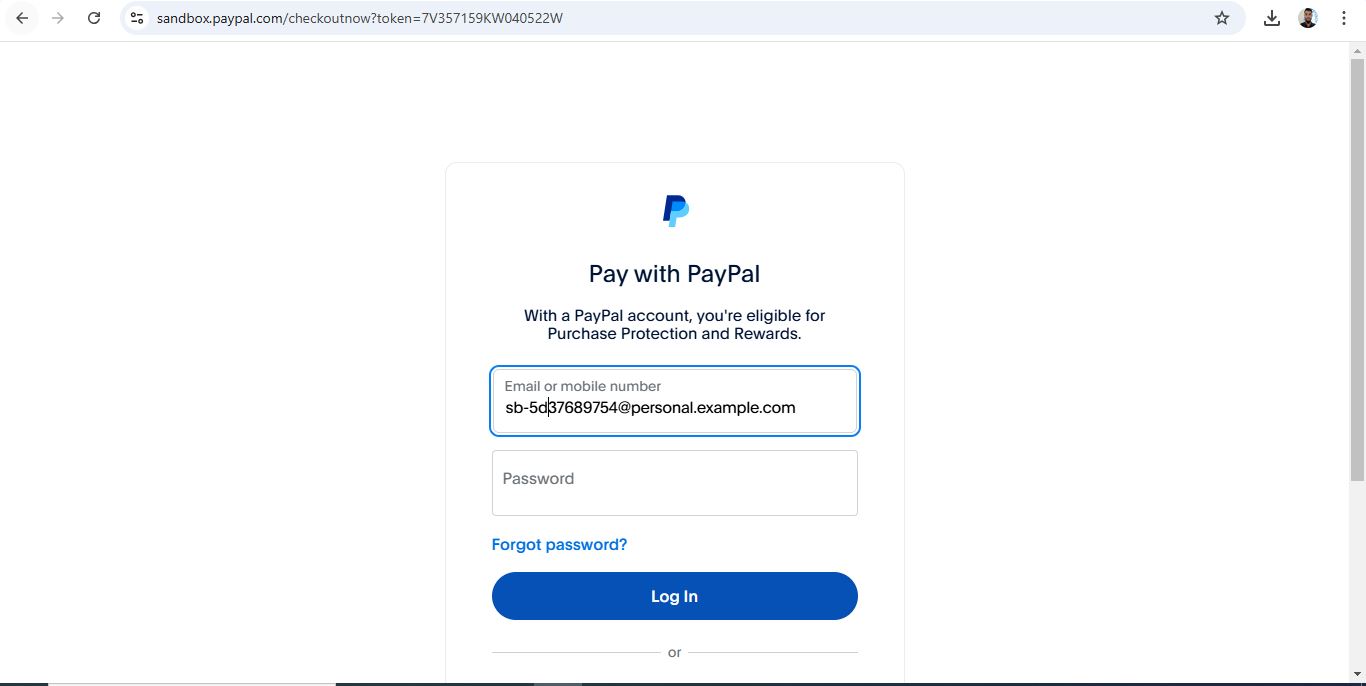 sandbox.paypal.com/checkoutnow?token=7V357159KW040522W
Pay with PayPal
With a PayPal account, you're eligible for
Purchase Protection and Rewards.
Email or mobile number
sb-5d37689754@personal.example.com
Password
Forgot password?
Log In
or